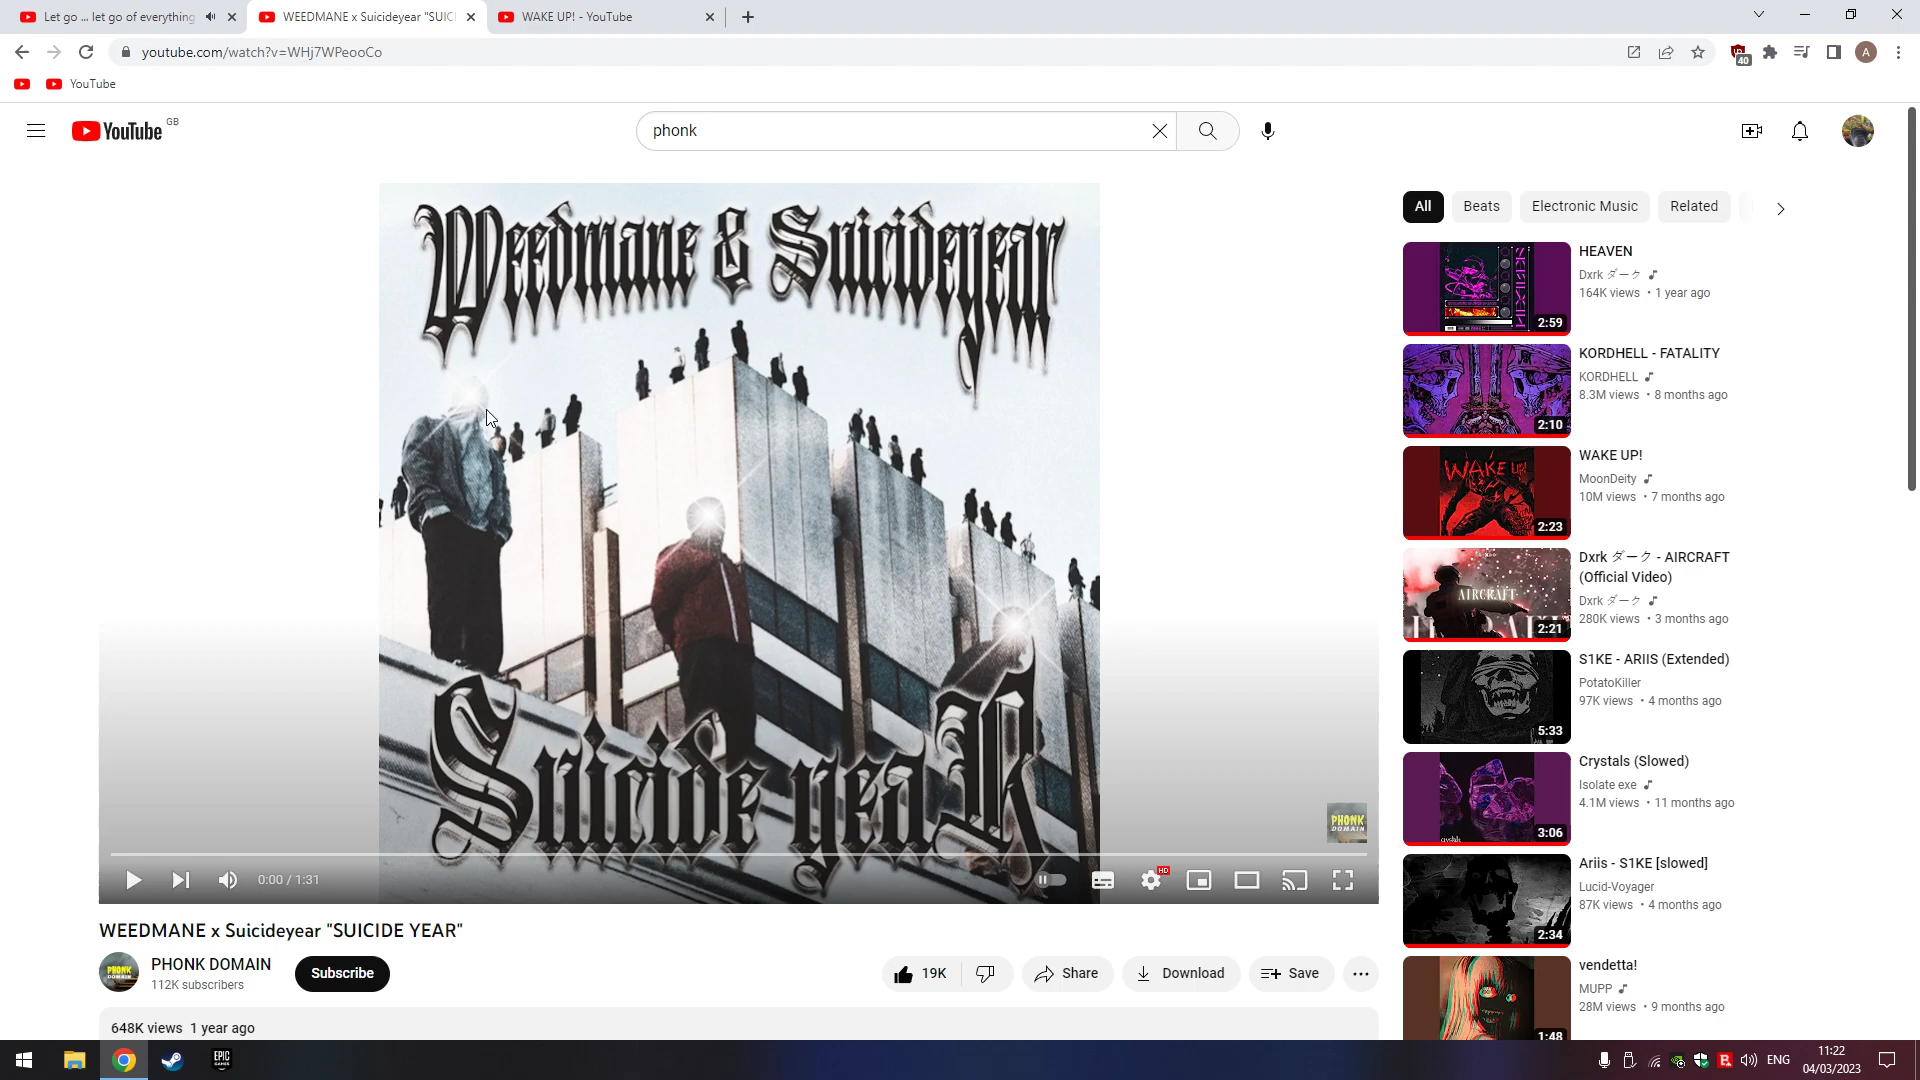 Let go ... let go of everything
WEEDMANE x Suicideyear "SUIC
WAKE UP! - YouTube
youtube.com/watch?v=WHj7WPeooCo
40
A
YouTube
YouTube GB
phonk
Weedmane & Suicideyear
Suicide yeaR
PHONK
DOMAIN
0:00 / 1:31
HD
WEEDMANE x Suicideyear "SUICIDE YEAR"
PHONK DOMAIN
112K subscribers
Subscribe
19K
Share
Download
Save
648K views 1 year ago
All
Beats
Electronic Music
Related
HEAVEN
Dxrk ダーク
164K views • 1 year ago
2:59
KORDHELL - FATALITY
KORDHELL
8.3M views • 8 months ago
2:10
WAKE UP!
WAKE UP!
MoonDeity
10M views • 7 months ago
2:23
AIRCRAFT
Dxrk ダーク - AIRCRAFT
(Official Video)
Dxrk ダーク
280K views • 3 months ago
2:21
S1KE - ARIIS (Extended)
PotatoKiller
97K views • 4 months ago
5:33
Crystals (Slowed)
Isolate exe
4.1M views • 11 months ago
3:06
Ariis - S1KE [slowed]
Lucid-Voyager
87K views • 4 months ago
2:34
vendetta!
MUPP
28M views • 9 months ago
1:48
EPIC
GAMES
ENG
11:22
04/03/2023